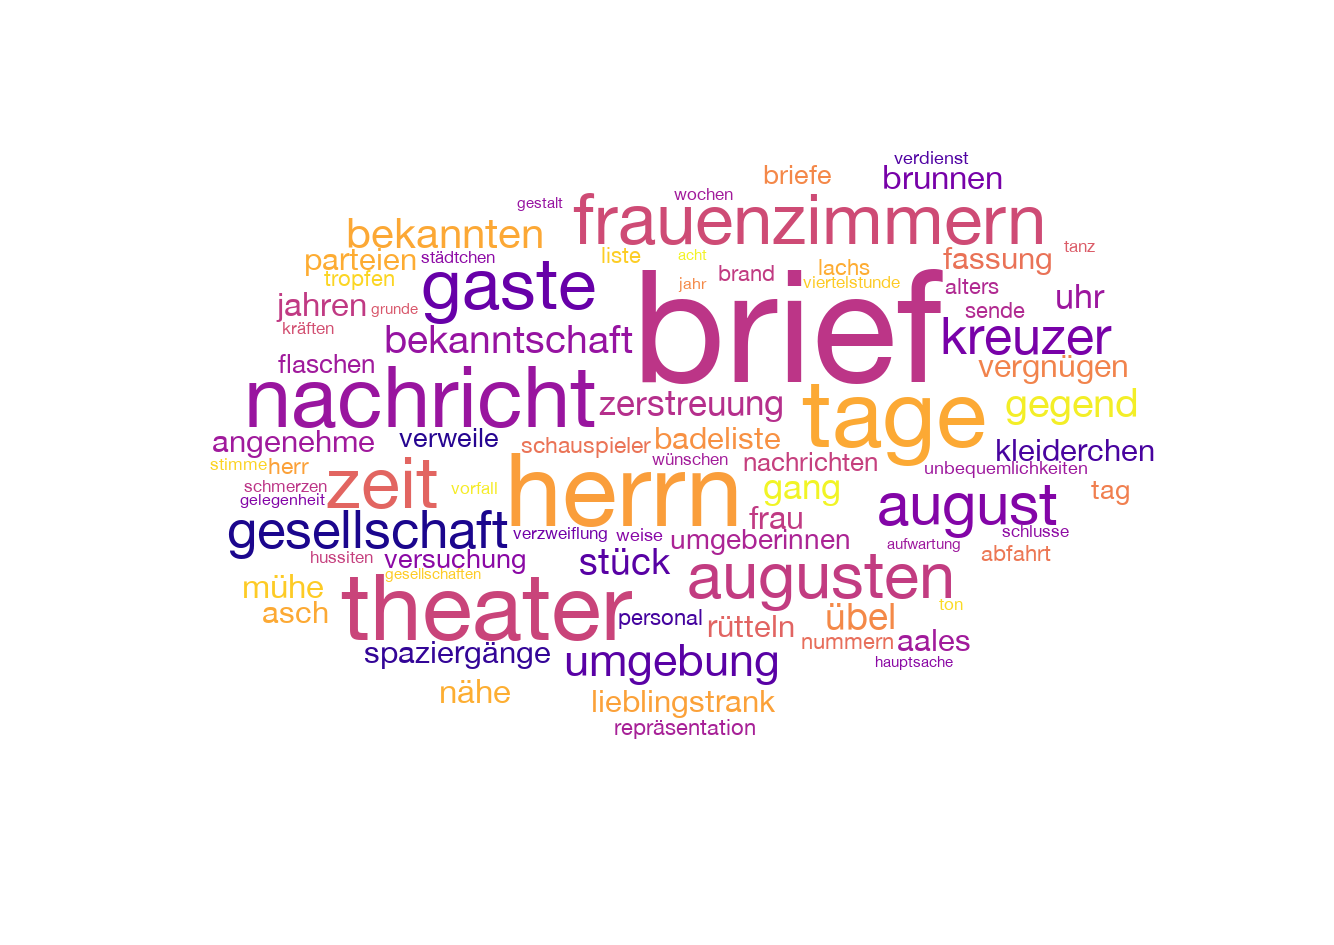 verdienst
briefe
brunnen
wochen
gestalt
frauenzimmern
bekannten
tanz
städtchen
liste
acht
parteien
fassung
lachs
brand
tropfen
gaste
jahr
viertelstunde
alters
jahren
grunde
brief
uhr
sende
kräften
bekanntschaft
kreuzer
flaschen
vergnügen
nachricht
zerstreuung
tage
gegend
angenehme
verweile
schauspieler
badeliste
kleiderchen
stimme
herr
wünschen
nachrichten
unbequemlichkeiten
schmerzen
zeit
vorfall
herrn
gang
tag
gelegenheit
august
frau
gesellschaft
verzweiflung
weise
umgeberinnen
schlusse
aufwartung
hussiten
versuchung
stück
abfahrt
gesellschaften
mühe
augusten
asch
theater
personal
rütteln
übel
ton
nummern
aales
spaziergänge
umgebung
hauptsache
nähe
lieblingstrank
repräsentation